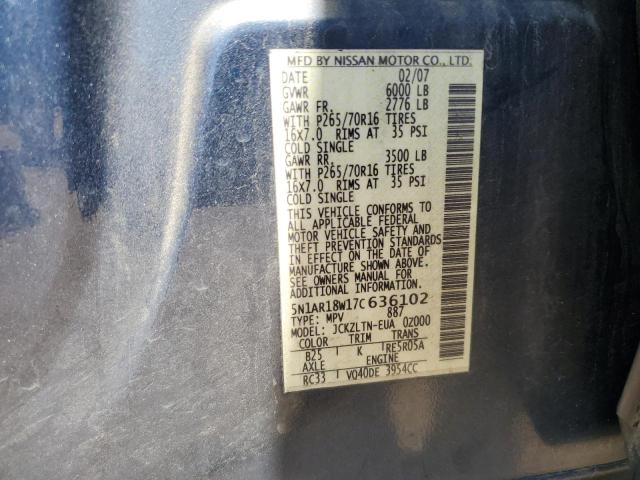 MFD BY NISSAN MOTOR CO., LTD.
DATE 02/07
GVWR 6000 LB
GAWR FR. 2776 LB
WITH P265/70R16 TIRES
16X7.0 RIMS AT 35 PSI
COLD SINGLE
GAWR RR. 3500 LB
WITH P265/70R16 TIRES
16X7.0 RIMS AT 35 PSI
COLD SINGLE
THIS VEHICLE CONFORMS TO
ALL APPLICABLE FEDERAL
MOTOR VEHICLE SAFETY AND
THEFT PREVENTION STANDARDS
IN EFFECT ON THE DATE OF
MANUFACTURE SHOWN ABOVE.
SEE OWNERS MANUAL FOR
ADDITIONAL INFORMATION.
5N1AR18W17C636102
TYPE: MPV 887
MODEL: JCKZLTN-EUA 0Z000
COLOR TRIM TRANS
B25 K RE5R05A
AXLE ENGINE
RC33 VQ40DE 3954CC